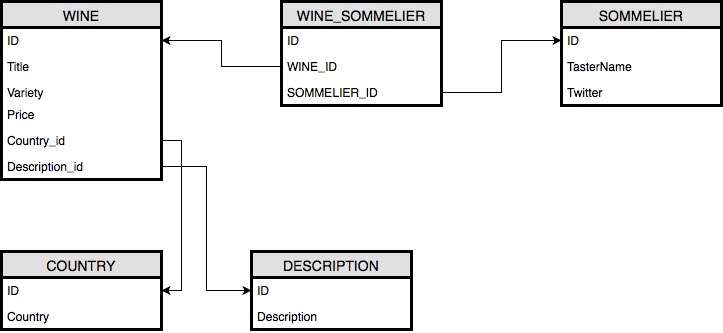 WINE
ID
Title
Variety
Price
Country_id
Description_id
WINE_SOMMELIER
ID
WINE_ID
SOMMELIER_ID
SOMMELIER
ID
TasterName
Twitter
COUNTRY
ID
Country
DESCRIPTION
ID
Description